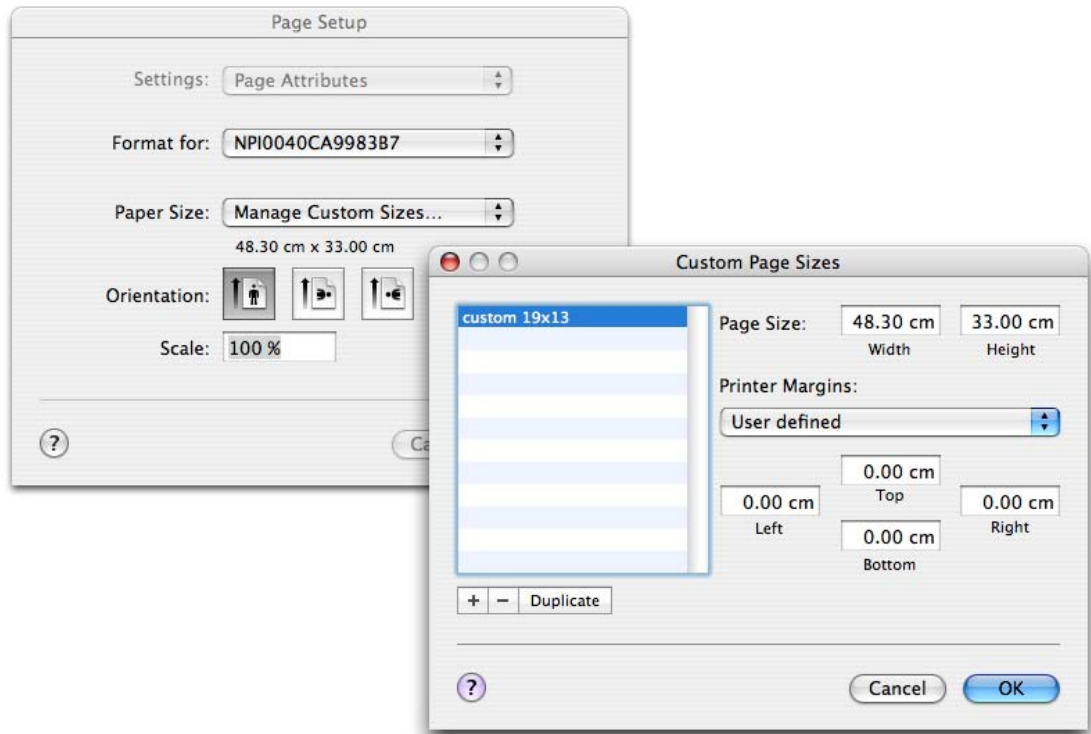 Page Setup
Settings: Page Attributes
Format for: NPI0040CA9983B7
Paper Size: Manage Custom Sizes...
48.30 cm x 33.00 cm
Orientation:
Scale: 100 %
?
Ca
Custom Page Sizes
custom 19x13
+ − Duplicate
Page Size: 48.30 cm 33.00 cm
Width Height
Printer Margins:
User defined
0.00 cm
Top
0.00 cm 0.00 cm
Left Right
0.00 cm
Bottom
? Cancel OK